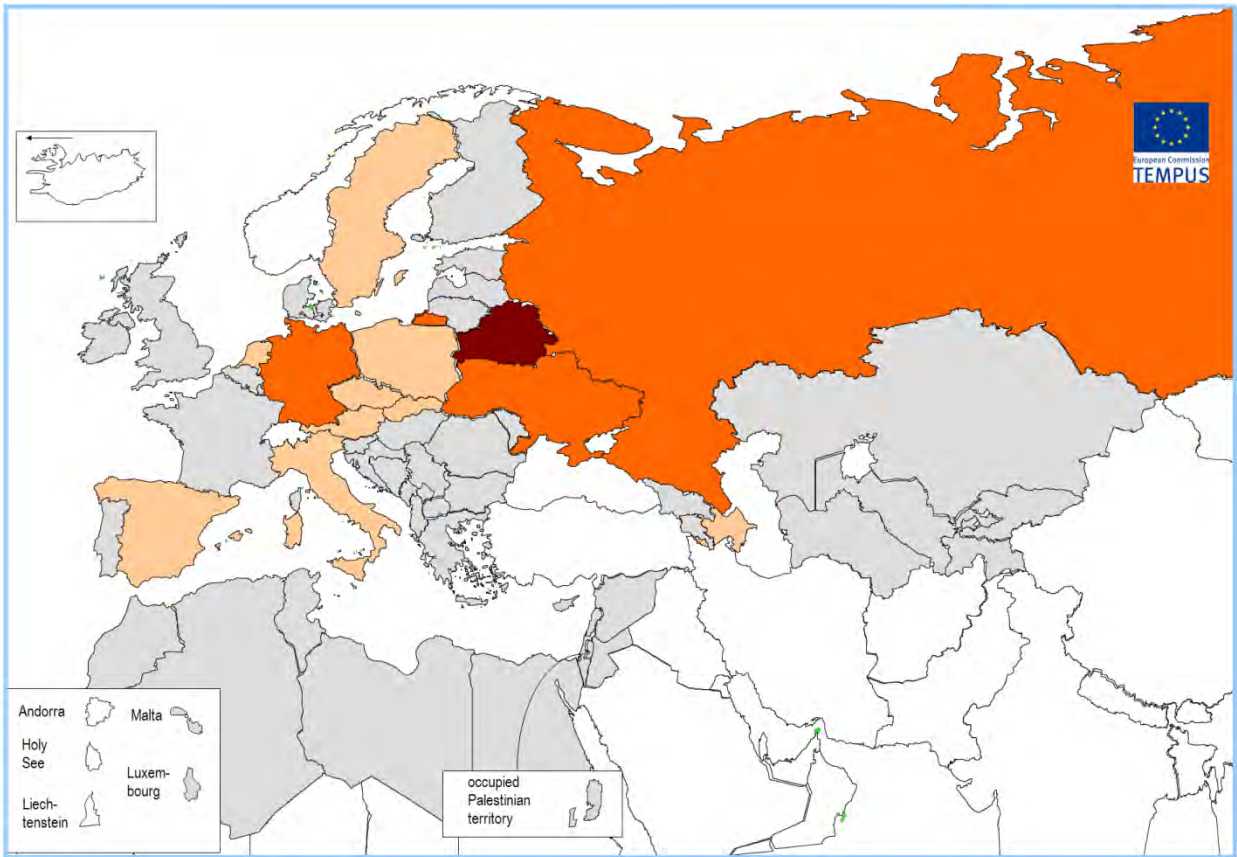 European Commission
TEMPUS
Andorra
Malta
Holy
See
Luxem-
bourg
Liech-
tenstein
occupied
Palestinian
territory